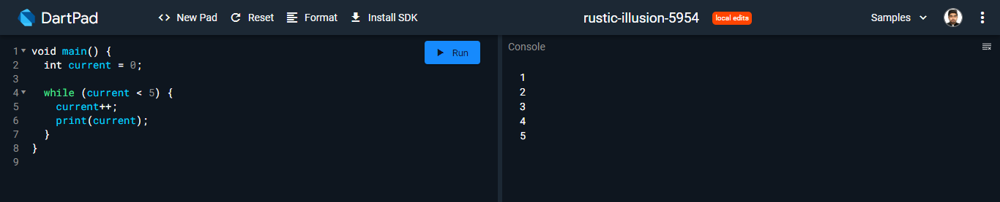 DartPad <> New Pad Reset Format Install SDK rustic-illusion-5954 local edits Samples
Run
Console
1 void main() {
2   int current = 0;
3
4   while (current < 5) {
5     current++;
6     print(current);
7   }
8 }
9
1
2
3
4
5